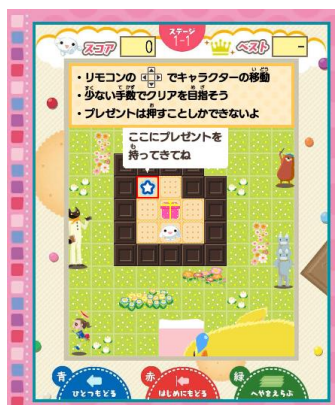 スコア 0 ステージ 1-1 ベスト -
・リモコンの でキャラクターの移動
・少ない手数でクリアを目指そう
・プレゼントは押すことしかできないよ
ここにプレゼントを
持ってきてね
青 ひとつもどる
赤 はじめにもどる
緑 へやをえらぶ